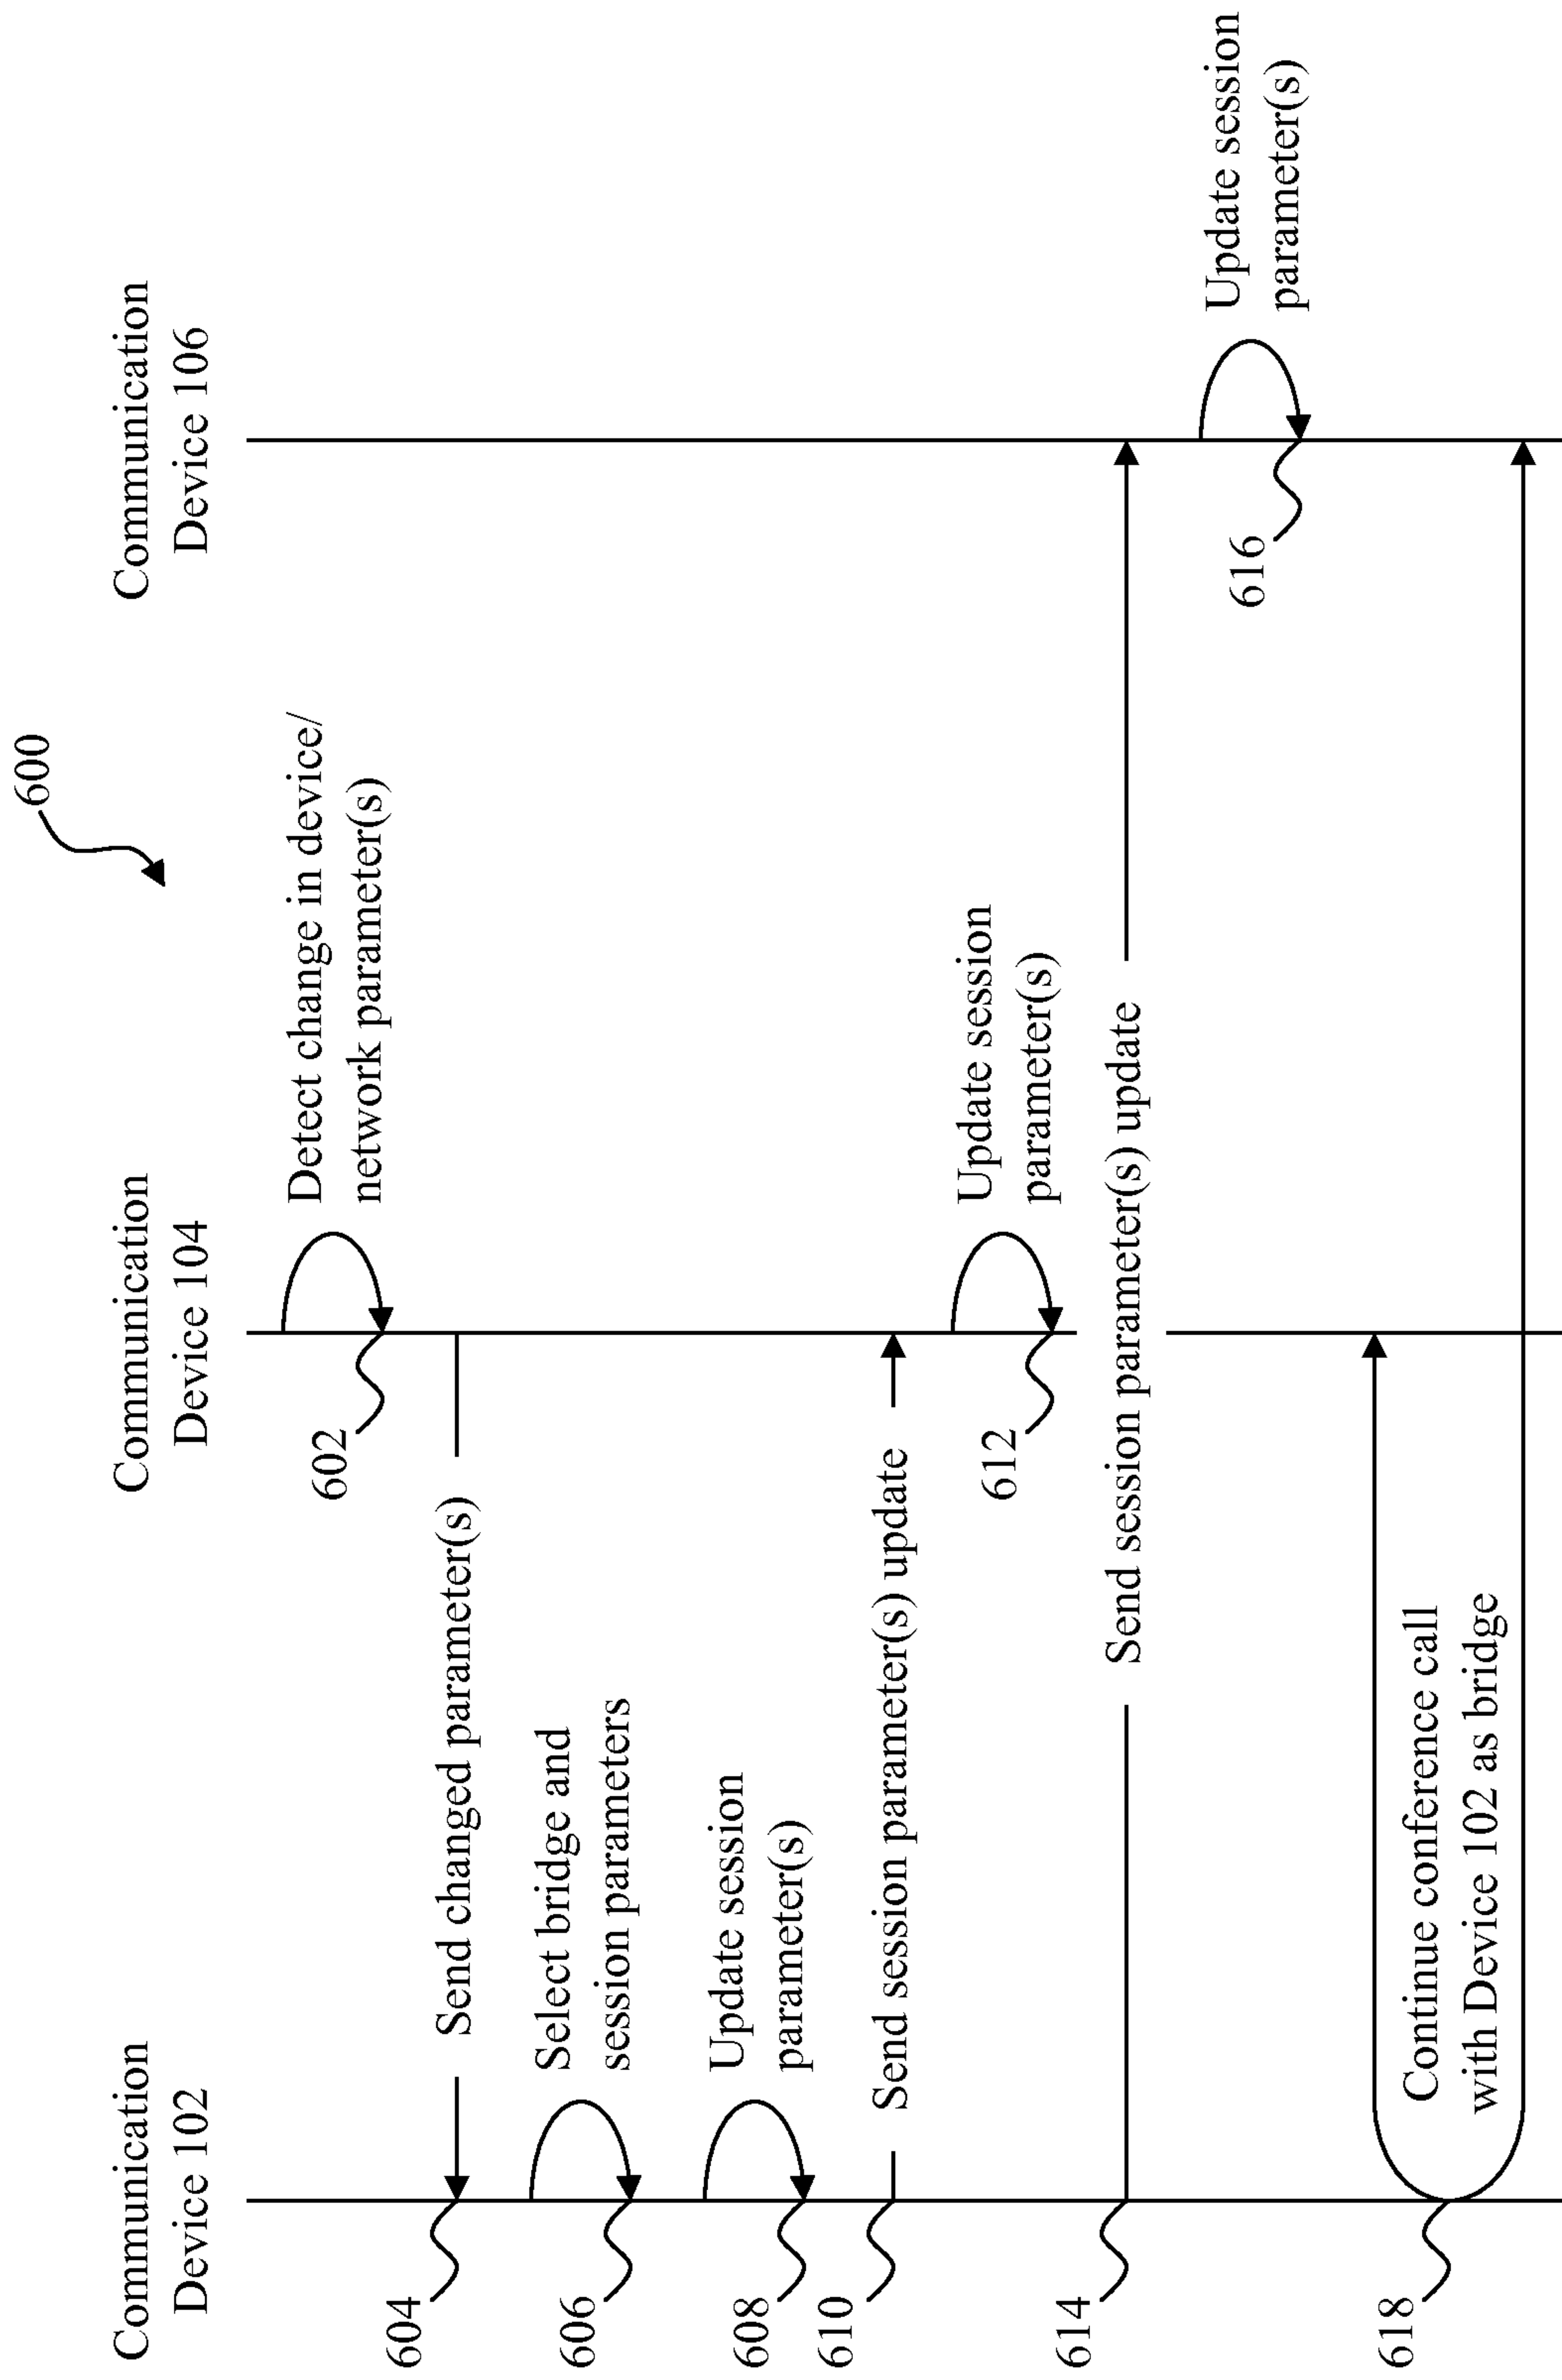 600
Communication
Device 102
Communication
Device 104
Communication
Device 106
Detect change in device/
network parameter(s)
602
604
Send changed parameter(s)
606
Select bridge and
session parameters
608
Update session
parameter(s)
610
Send session parameter(s) update
612
Update session
parameter(s)
614
Send session parameter(s) update
616
Update session
parameter(s)
618
Continue conference call
with Device 102 as bridge